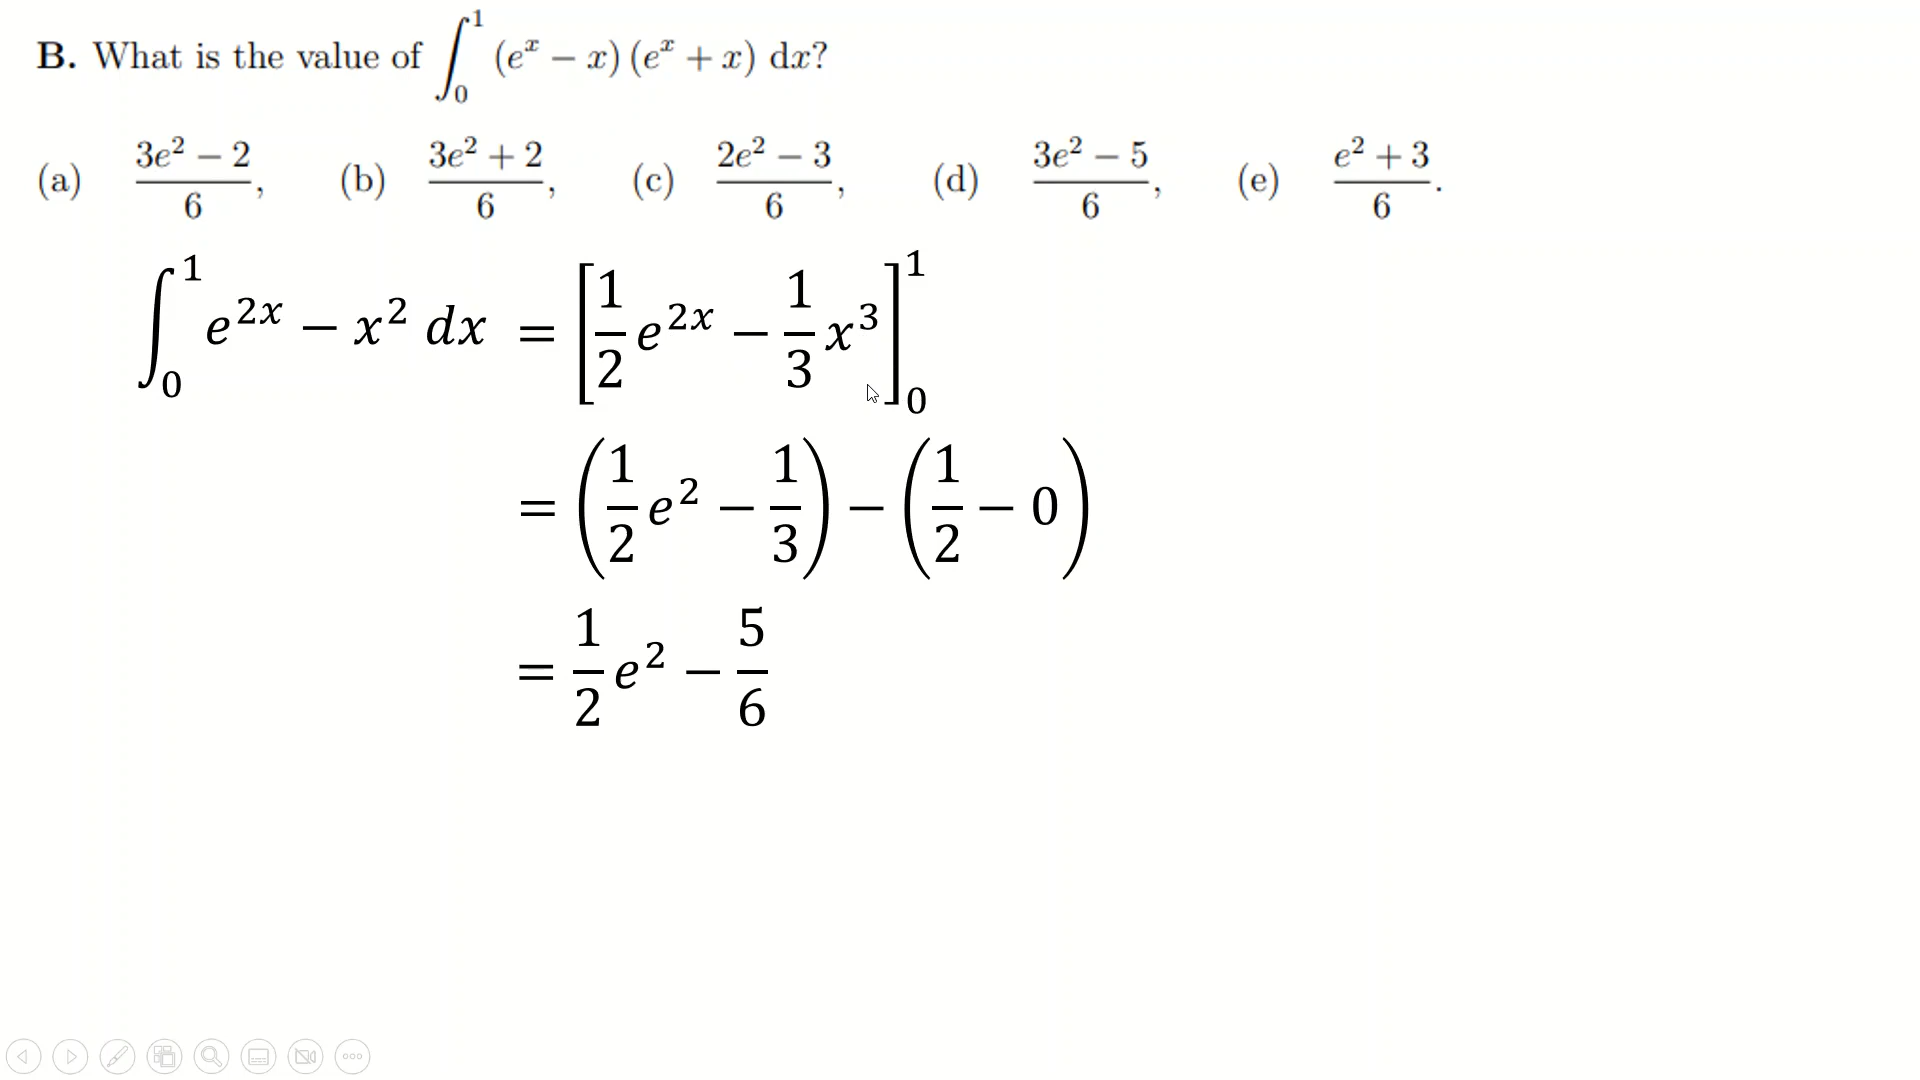 B. What is the value of ∫₀¹ (eˣ − x) (eˣ + x) dx?
(a) (3e² − 2)/6, (b) (3e² + 2)/6, (c) (2e² − 3)/6, (d) (3e² − 5)/6, (e) (e² + 3)/6.
∫₀¹ e²ˣ − x² dx = [1/2 e²ˣ − 1/3 x³]₀¹
= (1/2 e² − 1/3) − (1/2 − 0)
= 1/2 e² − 5/6